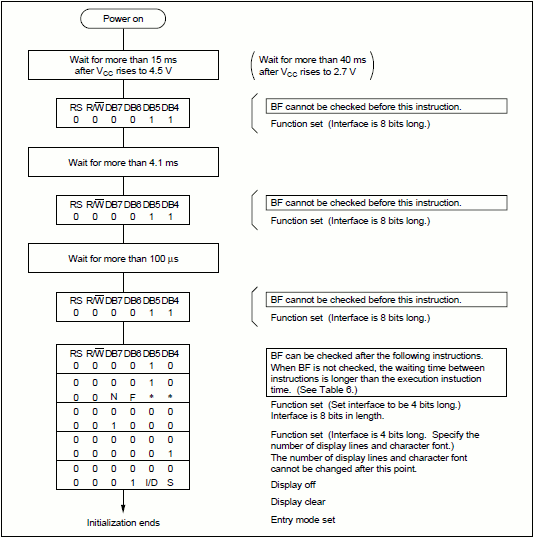 Power on
Wait for more than 15 ms
after VCC rises to 4.5 V
Wait for more than 40 ms
after VCC rises to 2.7 V
RS R/W DB7 DB6 DB5 DB4
0 0 0 0 1 1
BF cannot be checked before this instruction.
Function set (Interface is 8 bits long.)
Wait for more than 4.1 ms
RS R/W DB7 DB6 DB5 DB4
0 0 0 0 1 1
BF cannot be checked before this instruction.
Function set (Interface is 8 bits long.)
Wait for more than 100 µs
RS R/W DB7 DB6 DB5 DB4
0 0 0 0 1 1
BF cannot be checked before this instruction.
Function set (Interface is 8 bits long.)
RS R/W DB7 DB6 DB5 DB4
0 0 0 0 1 0
0 0 0 0 1 0
0 0 N F * *
0 0 0 0 0 0
0 0 1 0 0 0
0 0 0 0 0 0
0 0 0 0 0 1
0 0 0 0 0 0
0 0 0 1 I/D S
BF can be checked after the following instructions.
When BF is not checked, the waiting time between
instructions is longer than the execution instuction
time. (See Table 6.)
Function set (Set interface to be 4 bits long.)
Interface is 8 bits in length.
Function set (Interface is 4 bits long. Specify the
number of display lines and character font.)
The number of display lines and character font
cannot be changed after this point.
Display off
Display clear
Entry mode set
Initialization ends